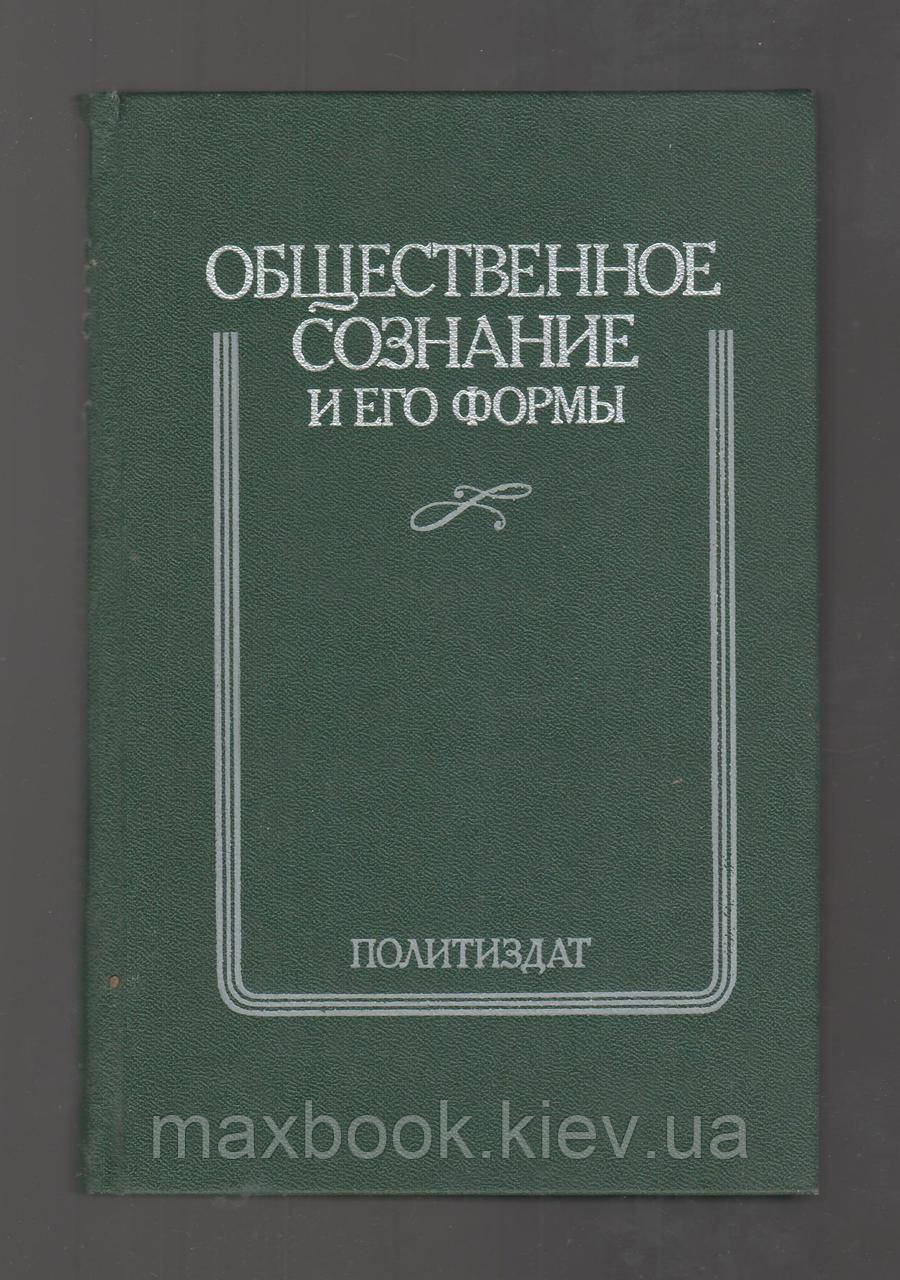 ОБЩЕСТВЕННОЕ
СОЗНАНИЕ
И ЕГО ФОРМЫ
ПОЛИТИЗДАТ
maxbook.kiev.ua